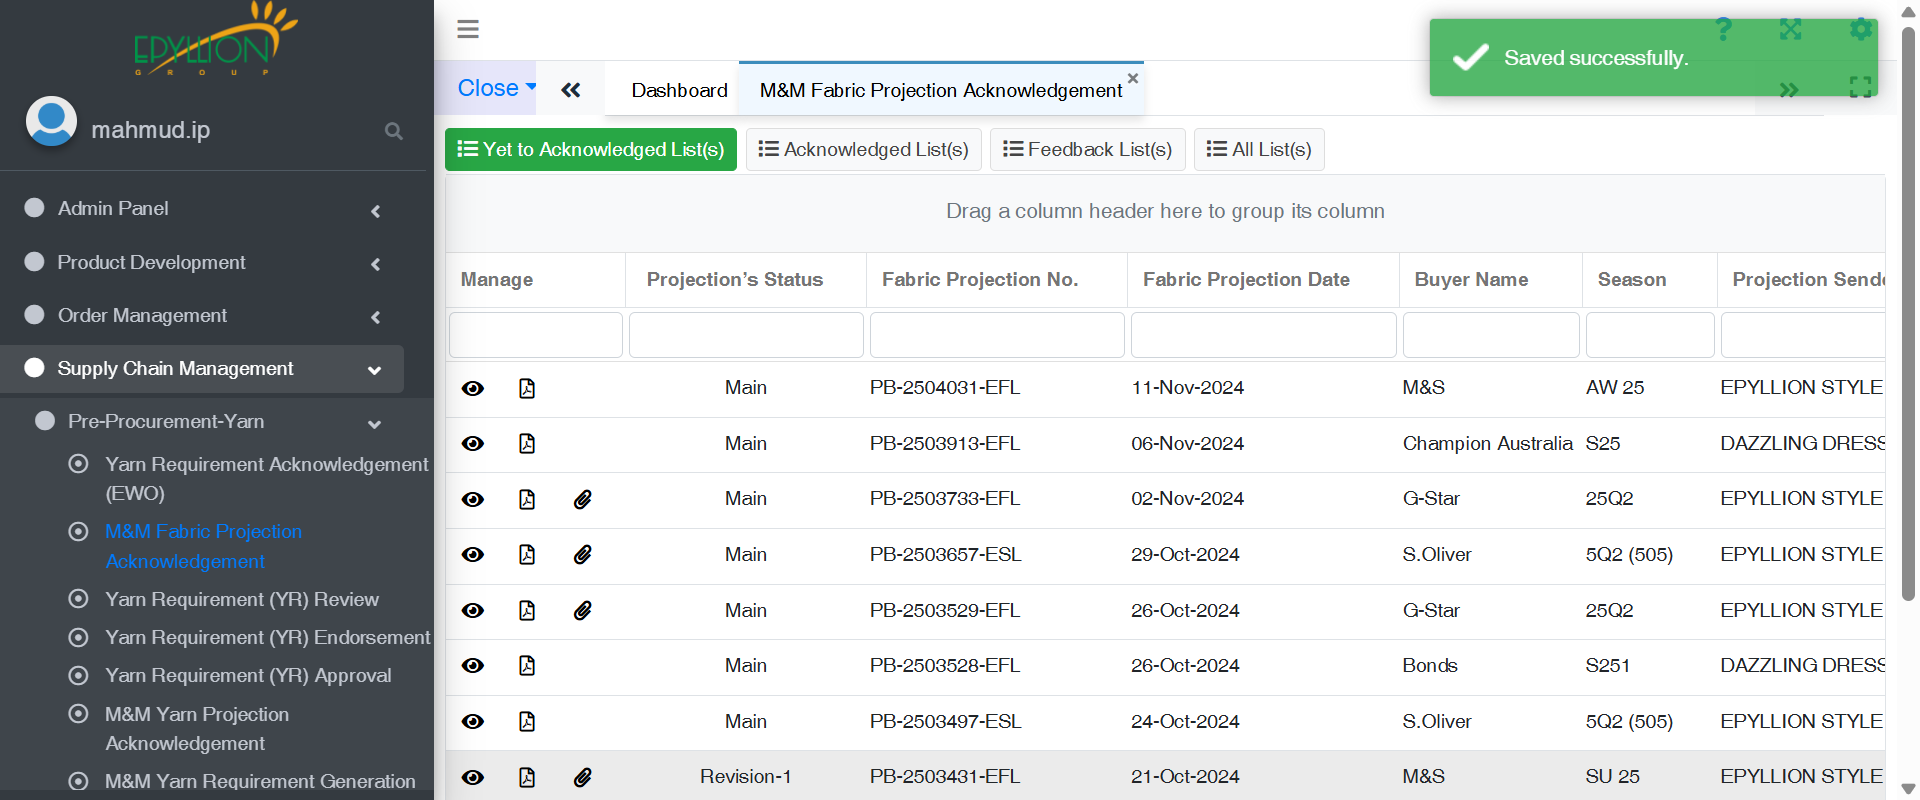 EPYLLION
GROUP
mahmud.ip
Admin Panel
Product Development
Order Management
Supply Chain Management
Pre-Procurement-Yarn
Yarn Requirement Acknowledgement
(EWO)
M&M Fabric Projection
Acknowledgement
Yarn Requirement (YR) Review
Yarn Requirement (YR) Endorsement
Yarn Requirement (YR) Approval
M&M Yarn Projection
Acknowledgement
M&M Yarn Requirement Generation
Saved successfully.
Close Dashboard M&M Fabric Projection Acknowledgement
Yet to Acknowledged List(s) Acknowledged List(s) Feedback List(s) All List(s)
Drag a column header here to group its column
Manage Projection's Status Fabric Projection No. Fabric Projection Date Buyer Name Season Projection Sende
Main PB-2504031-EFL 11-Nov-2024 M&S AW 25 EPYLLION STYLE
Main PB-2503913-EFL 06-Nov-2024 Champion Australia S25 DAZZLING DRESS
Main PB-2503733-EFL 02-Nov-2024 G-Star 25Q2 EPYLLION STYLE
Main PB-2503657-ESL 29-Oct-2024 S.Oliver 5Q2 (505) EPYLLION STYLE
Main PB-2503529-EFL 26-Oct-2024 G-Star 25Q2 EPYLLION STYLE
Main PB-2503528-EFL 26-Oct-2024 Bonds S251 DAZZLING DRESS
Main PB-2503497-ESL 24-Oct-2024 S.Oliver 5Q2 (505) EPYLLION STYLE
Revision-1 PB-2503431-EFL 21-Oct-2024 M&S SU 25 EPYLLION STYLE